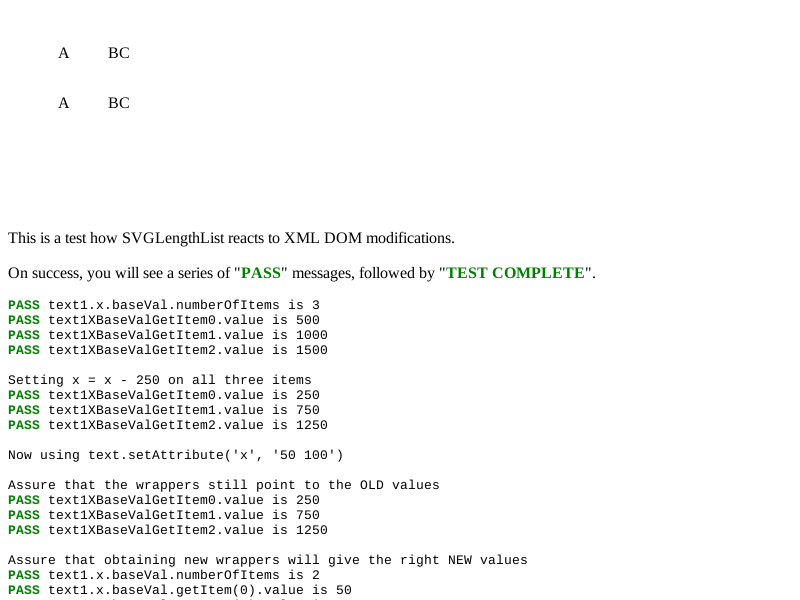 A BC
A BC
This is a test how SVGLengthList reacts to XML DOM modifications.
On success, you will see a series of "PASS" messages, followed by "TEST COMPLETE".
PASS text1.x.baseVal.numberOfItems is 3
PASS text1XBaseValGetItem0.value is 500
PASS text1XBaseValGetItem1.value is 1000
PASS text1XBaseValGetItem2.value is 1500
Setting x = x - 250 on all three items
PASS text1XBaseValGetItem0.value is 250
PASS text1XBaseValGetItem1.value is 750
PASS text1XBaseValGetItem2.value is 1250
Now using text.setAttribute('x', '50 100')
Assure that the wrappers still point to the OLD values
PASS text1XBaseValGetItem0.value is 250
PASS text1XBaseValGetItem1.value is 750
PASS text1XBaseValGetItem2.value is 1250
Assure that obtaining new wrappers will give the right NEW values
PASS text1.x.baseVal.numberOfItems is 2
PASS text1.x.baseVal.getItem(0).value is 50